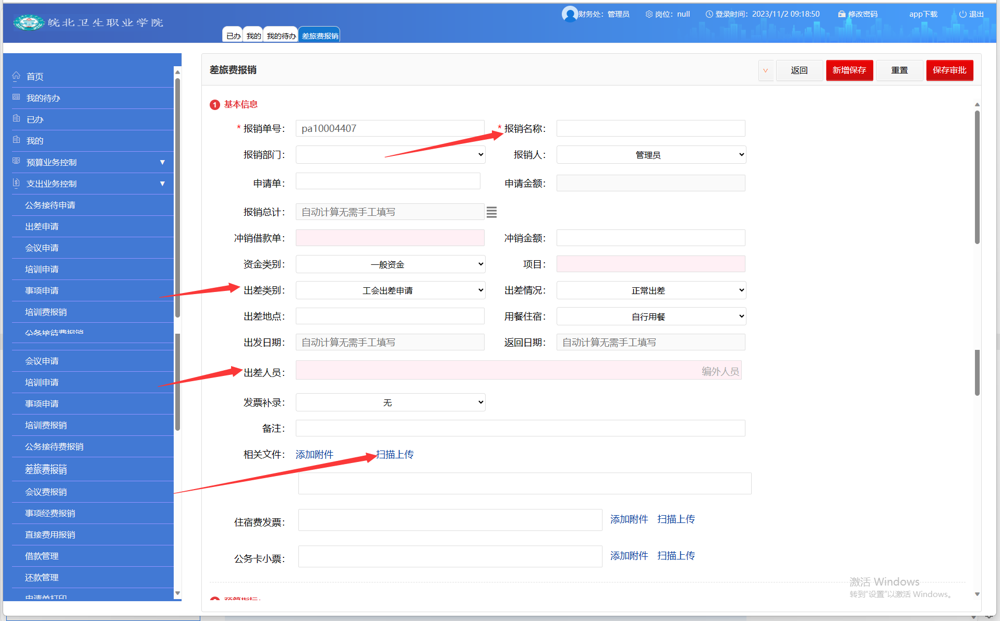 皖北卫生职业学院
财务处：管理员
岗位：null
登录时间：2023/11/2 09:18:50
修改密码
app下载
退出
已办
我的
我的待办
差旅费报销
首页
我的待办
已办
我的
预算业务控制 ▼
支出业务控制 ▼
公务接待申请
出差申请
会议申请
培训申请
事项申请
培训费报销
公务接待费报销
会议申请
培训申请
事项申请
培训费报销
公务接待费报销
差旅费报销
会议费报销
事项经费报销
直接费用报销
借款管理
还款管理
申请单打印
差旅费报销
返回
新增保存
重置
保存审批
1 基本信息
* 报销单号： pa10004407
* 报销名称：
报销部门：
报销人： 管理员
申请单：
申请金额：
报销总计： 自动计算无需手工填写
冲销借款单：
冲销金额：
资金类别： 一般资金
项目：
出差类别： 工会出差申请
出差情况： 正常出差
出差地点：
用餐住宿： 自行用餐
出发日期： 自动计算无需手工填写
返回日期： 自动计算无需手工填写
出差人员： 编外人员
发票补录： 无
备注：
相关文件： 添加附件 扫描上传
住宿费发票： 添加附件 扫描上传
公务卡小票： 添加附件 扫描上传
预算指标：
激活 Windows
转到“设置”以激活 Windows。